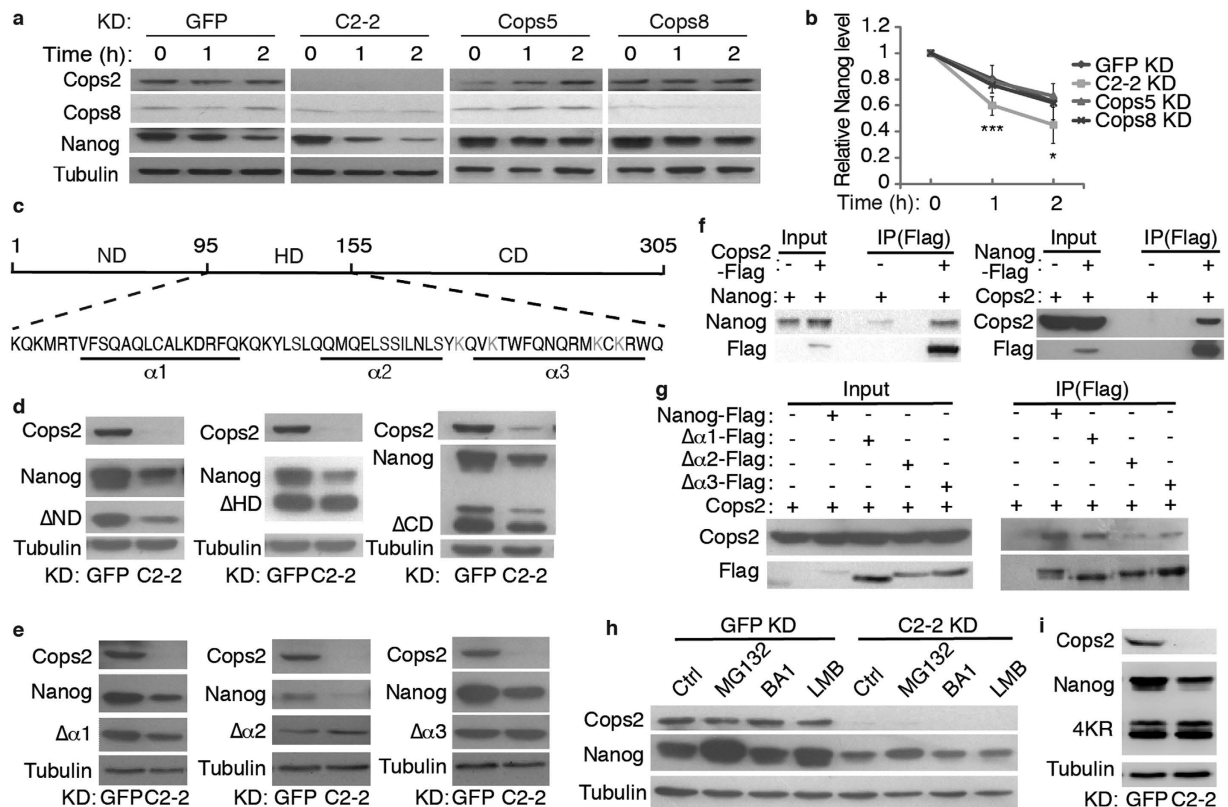 a
KD: GFP C2-2 Cops5 Cops8
Time (h) 0 1 2 0 1 2 0 1 2 0 1 2
Cops2
Cops8
Nanog
Tubulin
b
Relative Nanog level
1.2
1
0.8
0.6
0.4
0.2
0
***
*
Time (h): 0 1 2
GFP KD
C2-2 KD
Cops5 KD
Cops8 KD
c
1 95 155 305
ND HD CD
KQKMRTVFSQAQLCALKDRFQKQKYLSLQQMQELSSILNLSYKQVKTWFQNQRMKCKRWQ
α1 α2 α3
d
Cops2
Nanog
ΔND
Tubulin
KD: GFP C2-2
Cops2
Nanog
ΔHD
Tubulin
KD: GFP C2-2
Cops2
Nanog
ΔCD
Tubulin
KD: GFP C2-2
e
Cops2
Nanog
Δα1
Tubulin
KD: GFP C2-2
Cops2
Nanog
Δα2
Tubulin
KD: GFP C2-2
Cops2
Nanog
Δα3
Tubulin
KD: GFP C2-2
f
Input IP(Flag)
Cops2
-Flag : - + - +
Nanog: + + + +
Nanog
Flag
Input IP(Flag)
Nanog
-Flag : - + - +
Cops2: + + + +
Cops2
Flag
g
Input IP(Flag)
Nanog-Flag: - + - - - - + - - -
Δα1-Flag: - - + - - - - + - -
Δα2-Flag: - - - + - - - - + -
Δα3-Flag: - - - - + - - - - +
Cops2: + + + + + + + + + +
Cops2
Flag
h
GFP KD C2-2 KD
Ctrl MG132 BA1 LMB Ctrl MG132 BA1 LMB
Cops2
Nanog
Tubulin
i
Cops2
Nanog
4KR
Tubulin
KD: GFP C2-2